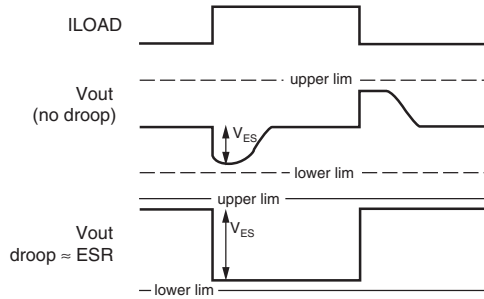 ILOAD
upper lim
Vout
(no droop)
VES
lower lim
upper lim
Vout
droop ≈ ESR
VES
lower lim